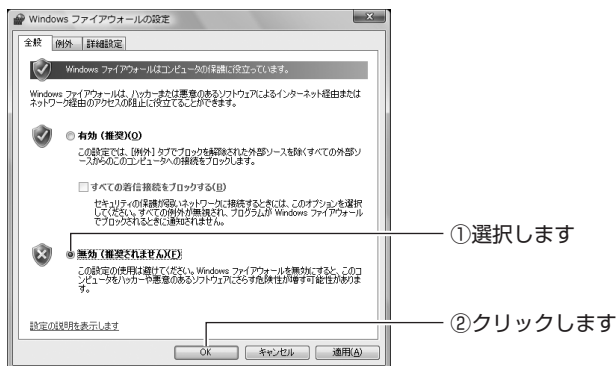 Windows ファイアウォールの設定
全般 例外 詳細設定
Windows ファイアウォールはコンピュータの保護に役立っています。
Windows ファイアウォールは、ハッカーまたは悪意のあるソフトウェアによるインターネット経由または
ネットワーク経由のアクセスの阻止に役立てることができます。
有効 (推奨)(O)
この設定では、[例外] タブでブロックを解除された外部ソースを除くすべての外部ソ
ースからのこのコンピュータへの接続をブロックします。
すべての着信接続をブロックする(B)
セキュリティの保護が弱いネットワークに接続するときには、このオプションを選択
してください。すべての例外が無視され、プログラムが Windows ファイアウォール
でブロックされるときに通知されません。
無効 (推奨されません)(F)
①選択します
この設定の使用は避けてください。Windows ファイアウォールを無効にすると、このコ
ンピュータをハッカーや悪意のあるソフトウェアにさらす危険性が増す可能性がありま
す。
設定の説明を表示します
②クリックします
OK キャンセル 適用(A)